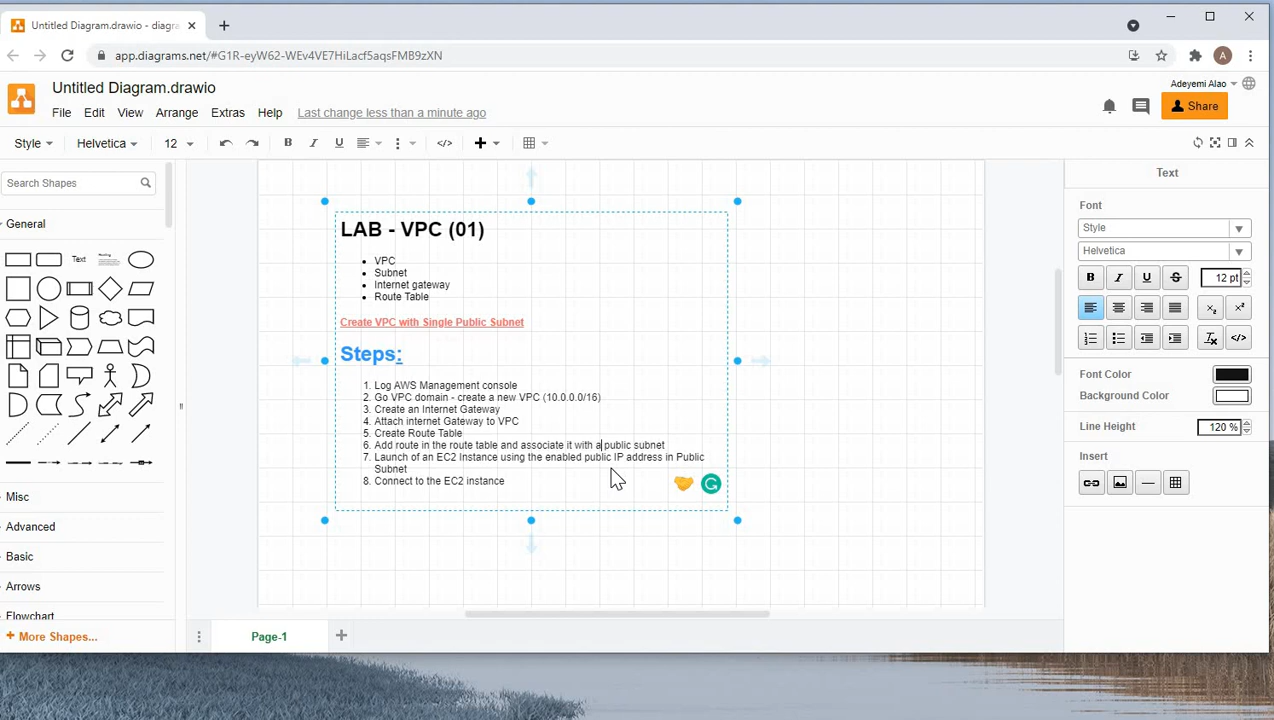 Untitled Diagram.drawio - diagra
app.diagrams.net/#G1R-eyW62-WEv4VE7HiLacf5aqsFMB9zXN
A
Untitled Diagram.drawio
Adeyemi Alao
File Edit View Arrange Extras Help Last change less than a minute ago
Share
Style Helvetica 12 B I U
Search Shapes
Text
General
Font
Style
Helvetica
B I U S 12 pt
Text
Heading
Font Color
Background Color
Line Height 120 %
Insert
LAB - VPC (01)
VPC
Subnet
Internet gateway
Route Table
Create VPC with Single Public Subnet
Steps:
1. Log AWS Management console
2. Go VPC domain - create a new VPC (10.0.0.0/16)
3. Create an Internet Gateway
4. Attach internet Gateway to VPC
5. Create Route Table
6. Add route in the route table and associate it with a public subnet
7. Launch of an EC2 Instance using the enabled public IP address in Public
Subnet
8. Connect to the EC2 instance
Misc
Advanced
Basic
Arrows
Flowchart
+ More Shapes...
Page-1